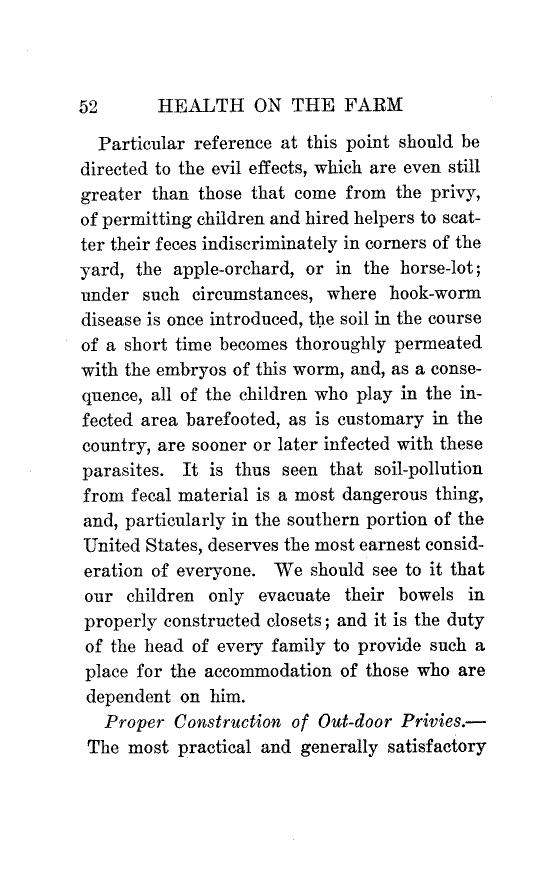 52 HEALTH ON THE FARM
Particular reference at this point should be
directed to the evil effects, which are even still
greater than those that come from the privy,
of permitting children and hired helpers to scat-
ter their feces indiscriminately in corners of the
yard, the apple-orchard, or in the horse-lot;
under such circumstances, where hook-worm
disease is once introduced, the soil in the course
of a short time becomes thoroughly permeated
with the embryos of this worm, and, as a conse-
quence, all of the children who play in the in-
fected area barefooted, as is customary in the
country, are sooner or later infected with these
parasites. It is thus seen that soil-pollution
from fecal material is a most dangerous thing,
and, particularly in the southern portion of the
United States, deserves the most earnest consid-
eration of everyone. We should see to it that
our children only evacuate their bowels in
properly constructed closets; and it is the duty
of the head of every family to provide such a
place for the accommodation of those who are
dependent on him.
Proper Construction of Out-door Privies.—
The most practical and generally satisfactory